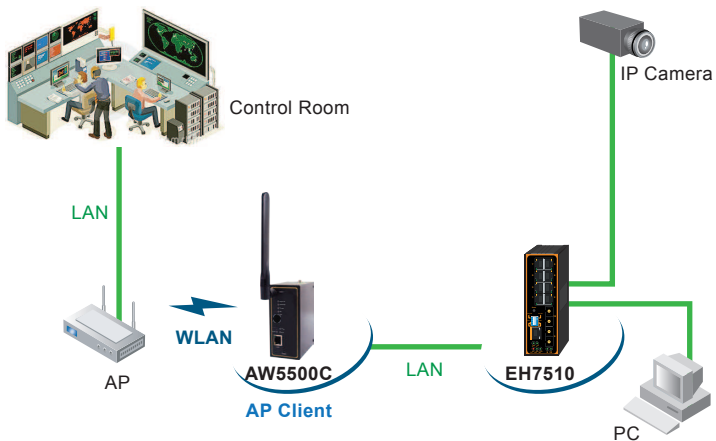 IP Camera
Control Room
LAN
WLAN
AP
AW5500C
AP Client
LAN
EH7510
PC